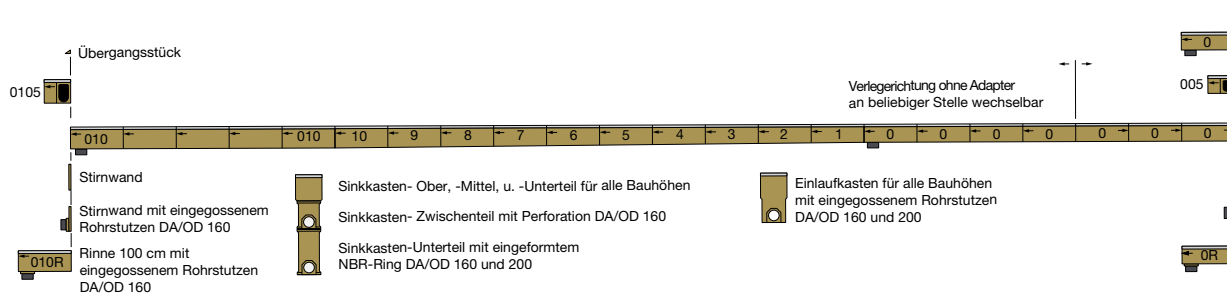 Übergangsstück
0
0105
Verlegerichtung ohne Adapter
an beliebiger Stelle wechselbar
005
010 010 10 9 8 7 6 5 4 3 2 1 0 0 0 0 0 0 0
Stirnwand
Stirnwand mit eingegossenem
Rohrstutzen DA/OD 160
010R
Rinne 100 cm mit
eingegossenem Rohrstutzen
DA/OD 160
Sinkkasten- Ober, -Mittel, u. -Unterteil für alle Bauhöhen
Sinkkasten- Zwischenteil mit Perforation DA/OD 160
Sinkkasten-Unterteil mit eingeformtem
NBR-Ring DA/OD 160 und 200
Einlaufkasten für alle Bauhöhen
mit eingegossenem Rohrstutzen
DA/OD 160 und 200
0R